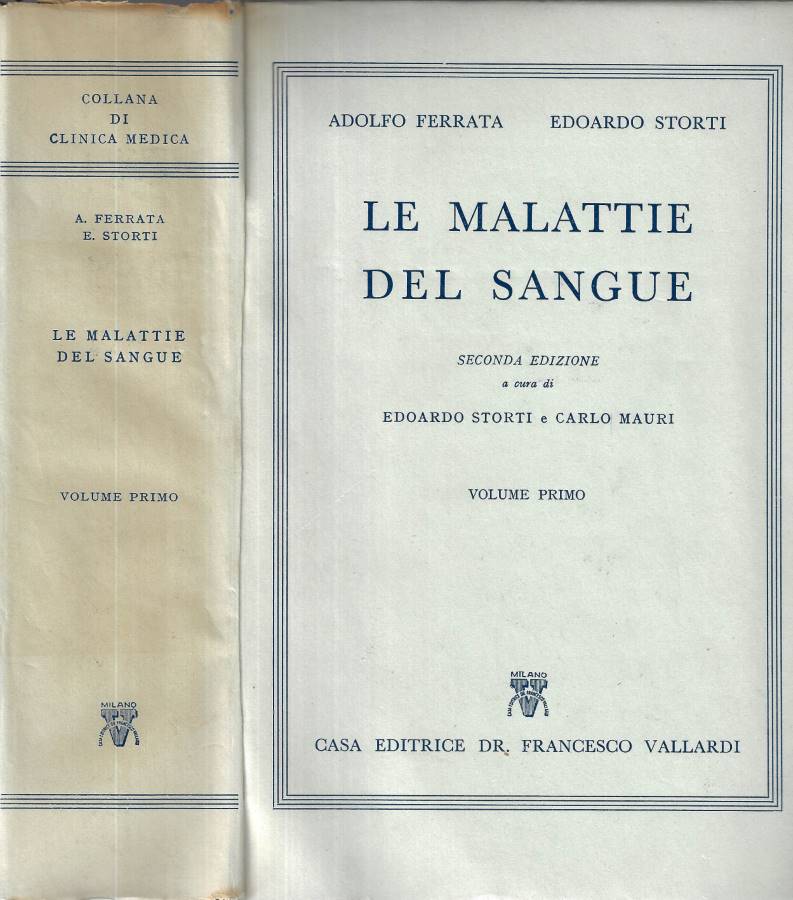 COLLANA
DI
CLINICA MEDICA
A. FERRATA
E. STORTI
LE MALATTIE
DEL SANGUE
VOLUME PRIMO
MILANO
ADOLFO FERRATA EDOARDO STORTI
LE MALATTIE
DEL SANGUE
SECONDA EDIZIONE
a cura di
EDOARDO STORTI e CARLO MAURI
VOLUME PRIMO
MILANO
CASA EDITRICE DR. FRANCESCO VALLARDI